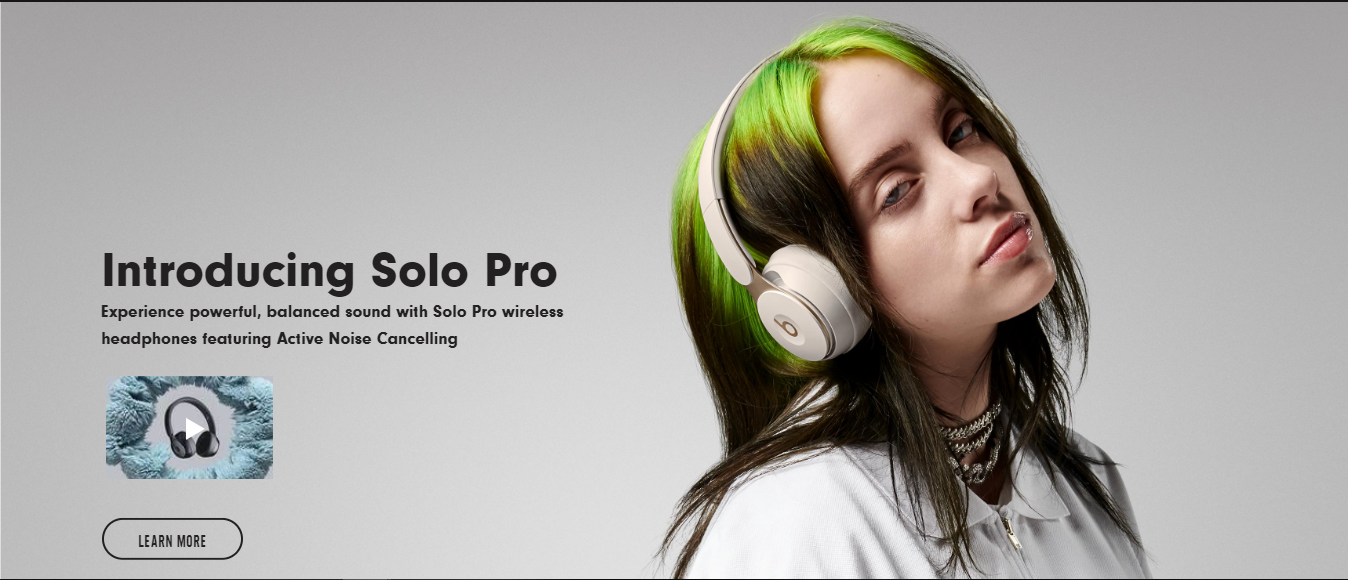 Introducing Solo Pro
Experience powerful, balanced sound with Solo Pro wireless
headphones featuring Active Noise Cancelling
LEARN MORE